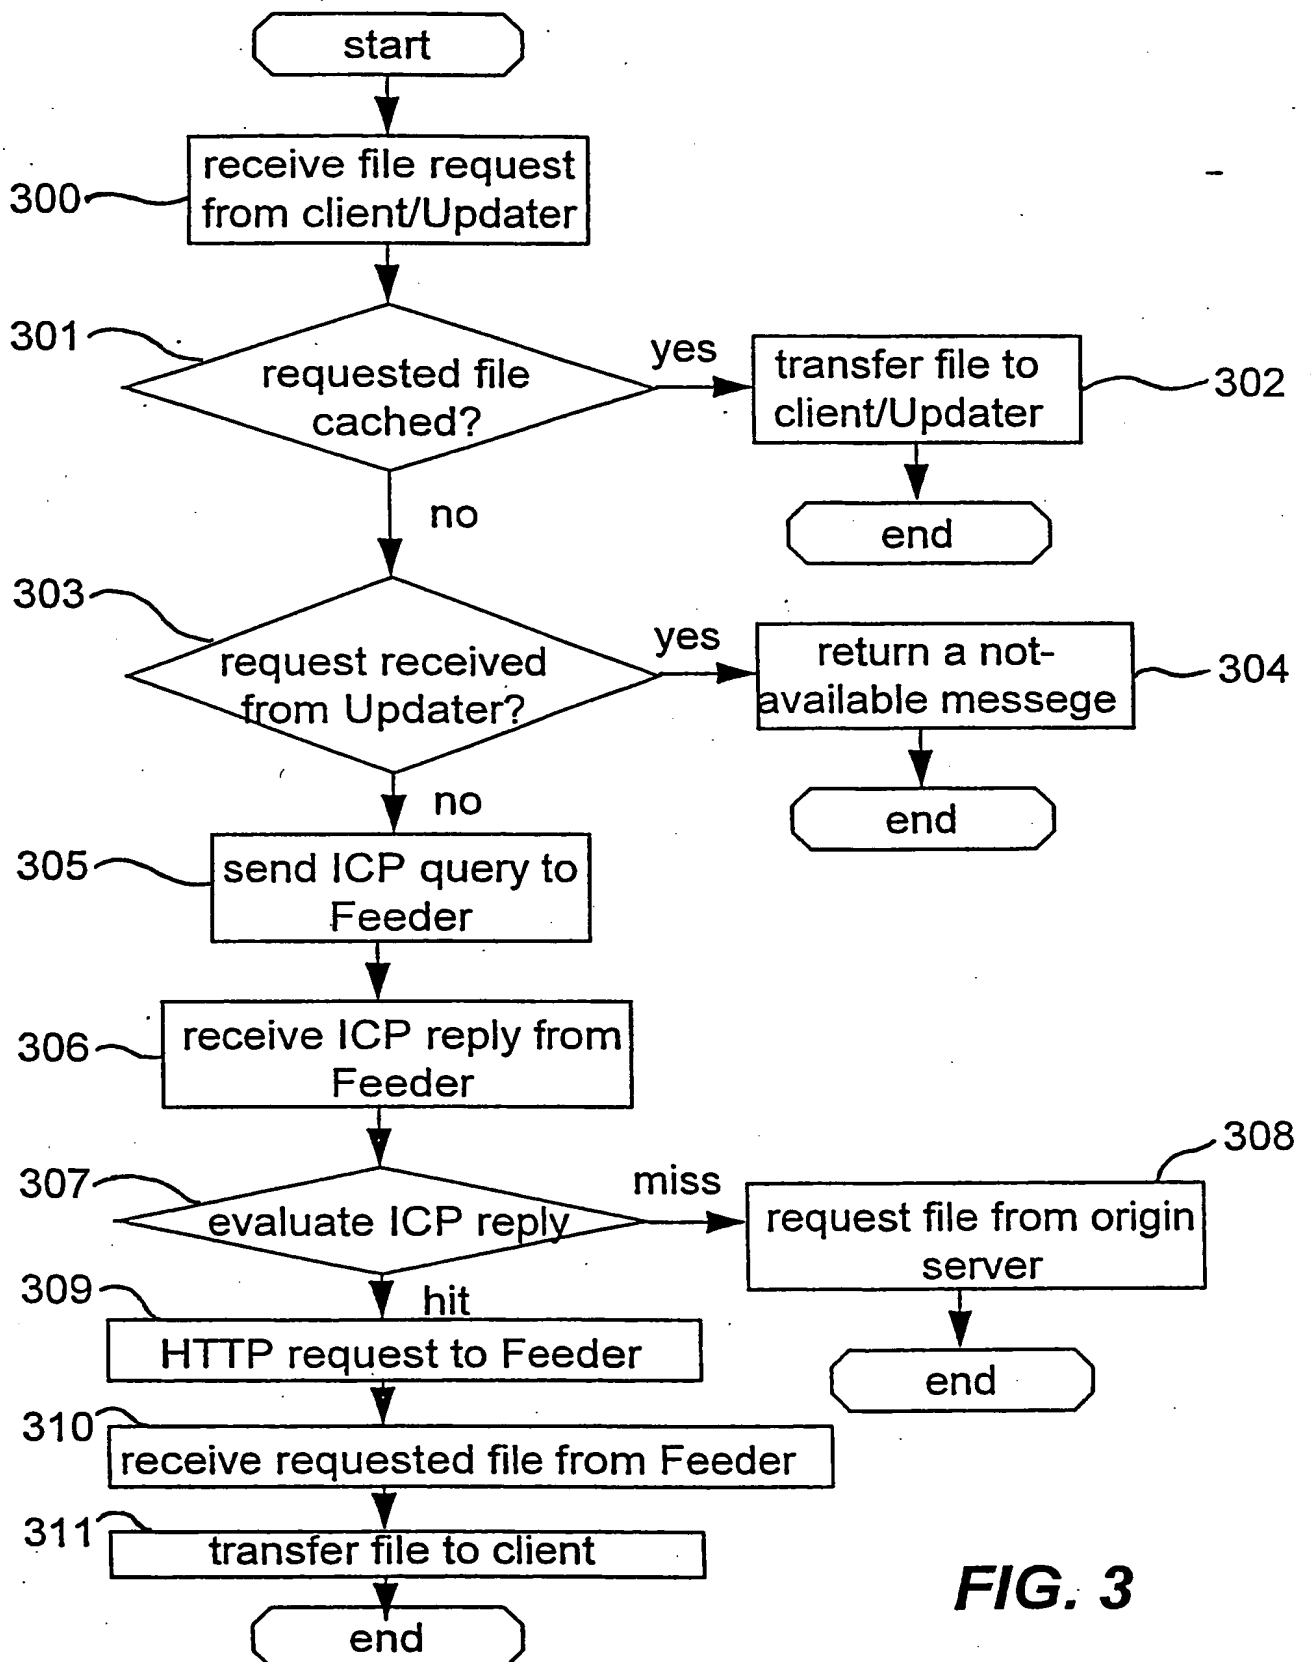 start
300
receive file request
from client/Updater
301
requested file
cached?
yes
transfer file to
client/Updater
302
end
no
303
request received
from Updater?
yes
return a not-
available messege
304
end
no
305
send ICP query to
Feeder
306
receive ICP reply from
Feeder
307
evaluate ICP reply
miss
308
request file from origin
server
end
hit
309
HTTP request to Feeder
310
receive requested file from Feeder
311
transfer file to client
end
FIG. 3